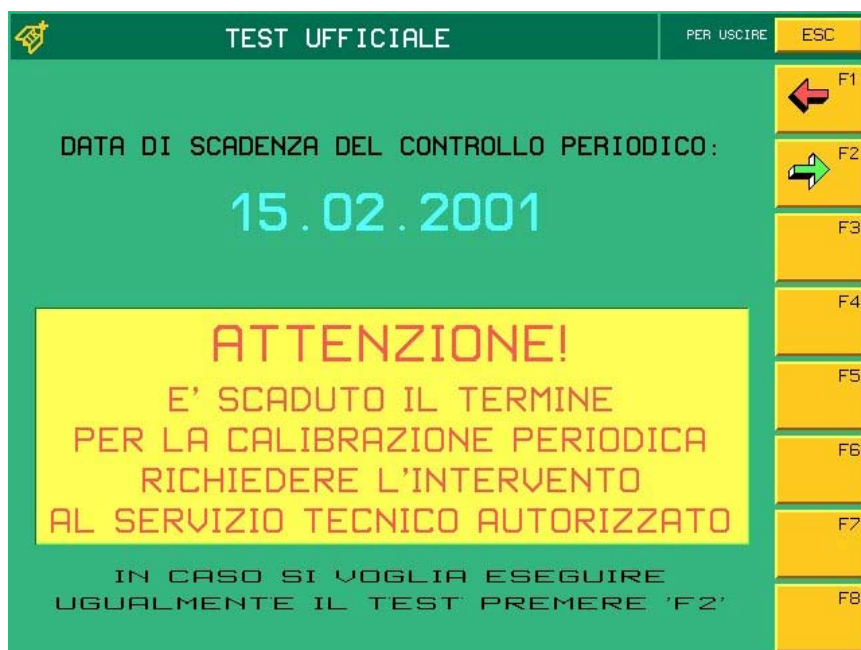 TEST UFFICIALE
PER USCIRE
ESC
F1
DATA DI SCADENZA DEL CONTROLLO PERIODICO:
F2
15.02.2001
F3
F4
ATTENZIONE!
E' SCADUTO IL TERMINE
F5
PER LA CALIBRAZIONE PERIODICA
F6
RICHIEDERE L'INTERVENTO
AL SERVIZIO TECNICO AUTORIZZATO
F7
IN CASO SI VOGLIA ESEGUIRE
UGUALMENTE IL TEST PREMERE 'F2'
F8